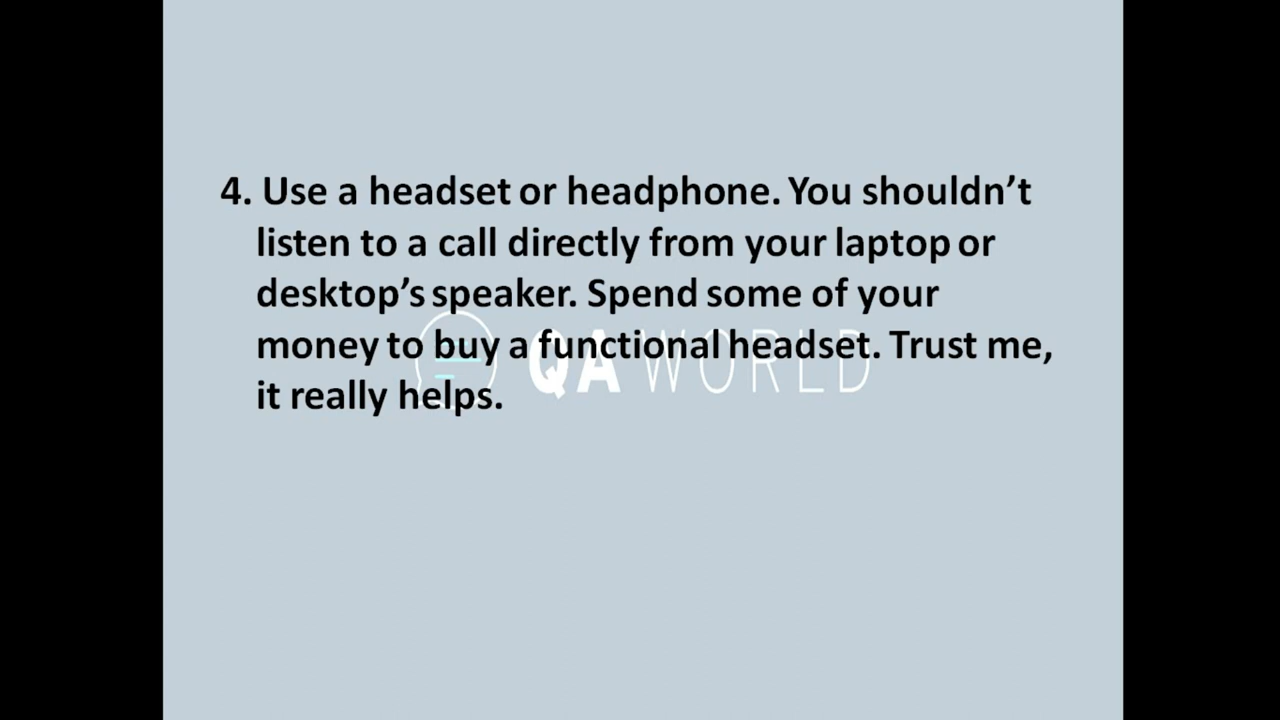 4. Use a headset or headphone. You shouldn’t
listen to a call directly from your laptop or
desktop’s speaker. Spend some of your
money to buy a functional headset. Trust me,
it really helps.
QA WORLD